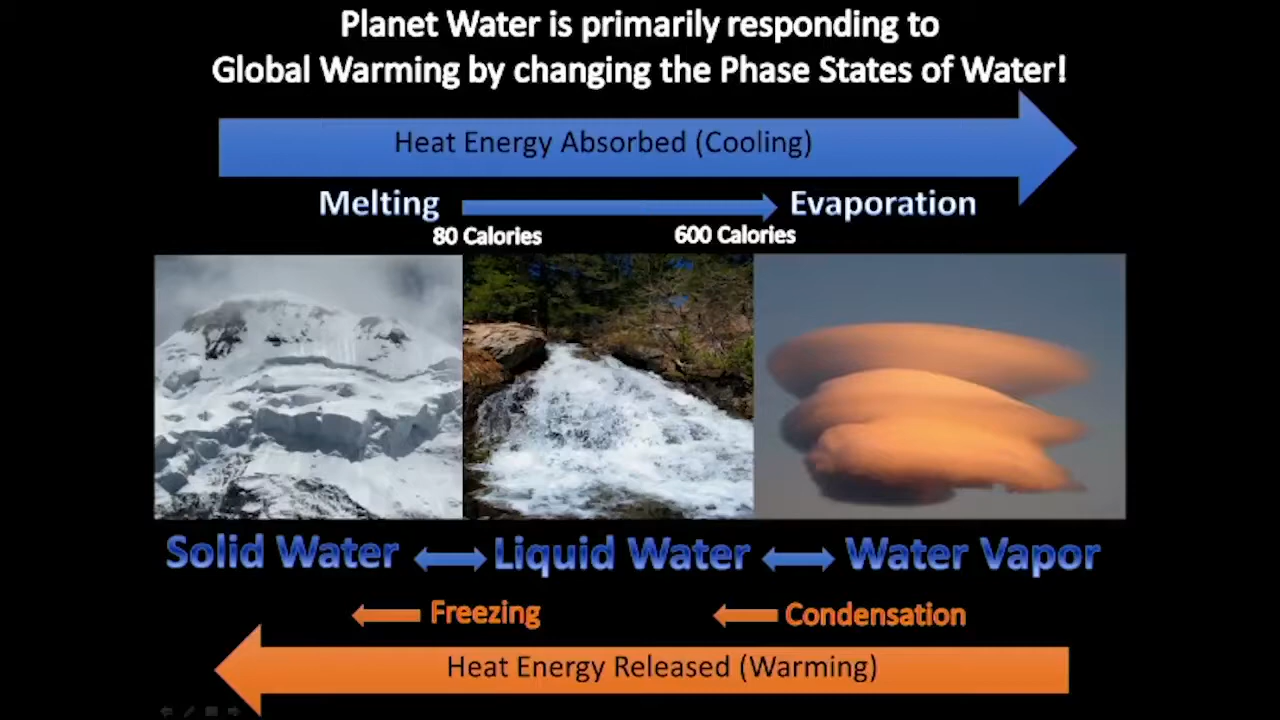 Planet Water is primarily responding to
Global Warming by changing the Phase States of Water!
Heat Energy Absorbed (Cooling)
Melting
Evaporation
80 Calories
600 Calories
Solid Water
Liquid Water
Water Vapor
Freezing
Condensation
Heat Energy Released (Warming)